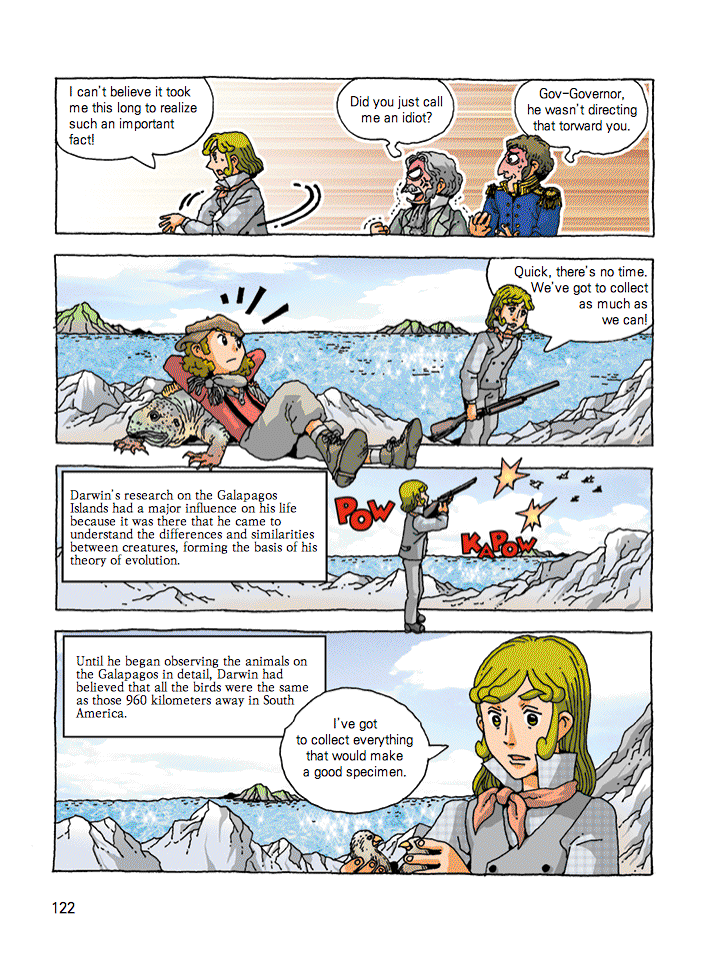 I can't believe it took
me this long to realize
such an important
fact!
Did you just call
me an idiot?
Gov-Governor,
he wasn't directing
that torward you.
Quick, there's no time.
We've got to collect
as much as
we can!
Darwin's research on the Galapagos
Islands had a major influence on his life
because it was there that he came to
understand the differences and similarities
between creatures, forming the basis of his
theory of evolution.
POW
KAPOW
Until he began observing the animals on
the Galapagos in detail, Darwin had
believed that all the birds were the same
as those 960 kilometers away in South
America.
I've got
to collect everything
that would make
a good specimen.
122